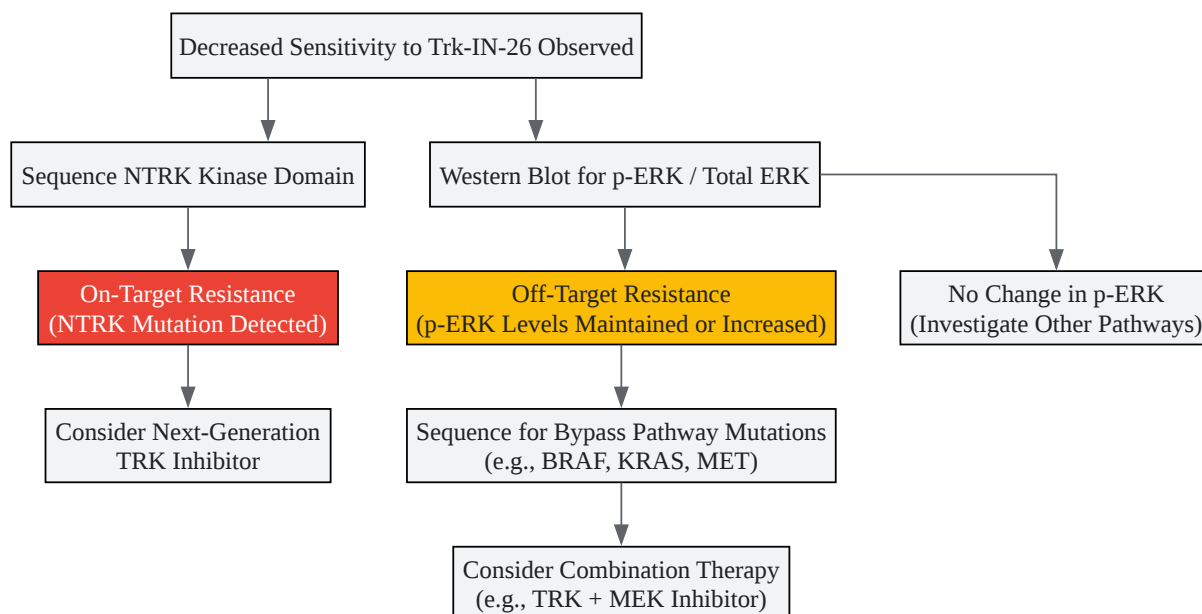 Decreased Sensitivity to Trk-IN-26 Observed
Sequence NTRK Kinase Domain
Western Blot for p-ERK / Total ERK
On-Target Resistance
(NTRK Mutation Detected)
Off-Target Resistance
(p-ERK Levels Maintained or Increased)
No Change in p-ERK
(Investigate Other Pathways)
Consider Next-Generation
TRK Inhibitor
Sequence for Bypass Pathway Mutations
(e.g., BRAF, KRAS, MET)
Consider Combination Therapy
(e.g., TRK + MEK Inhibitor)